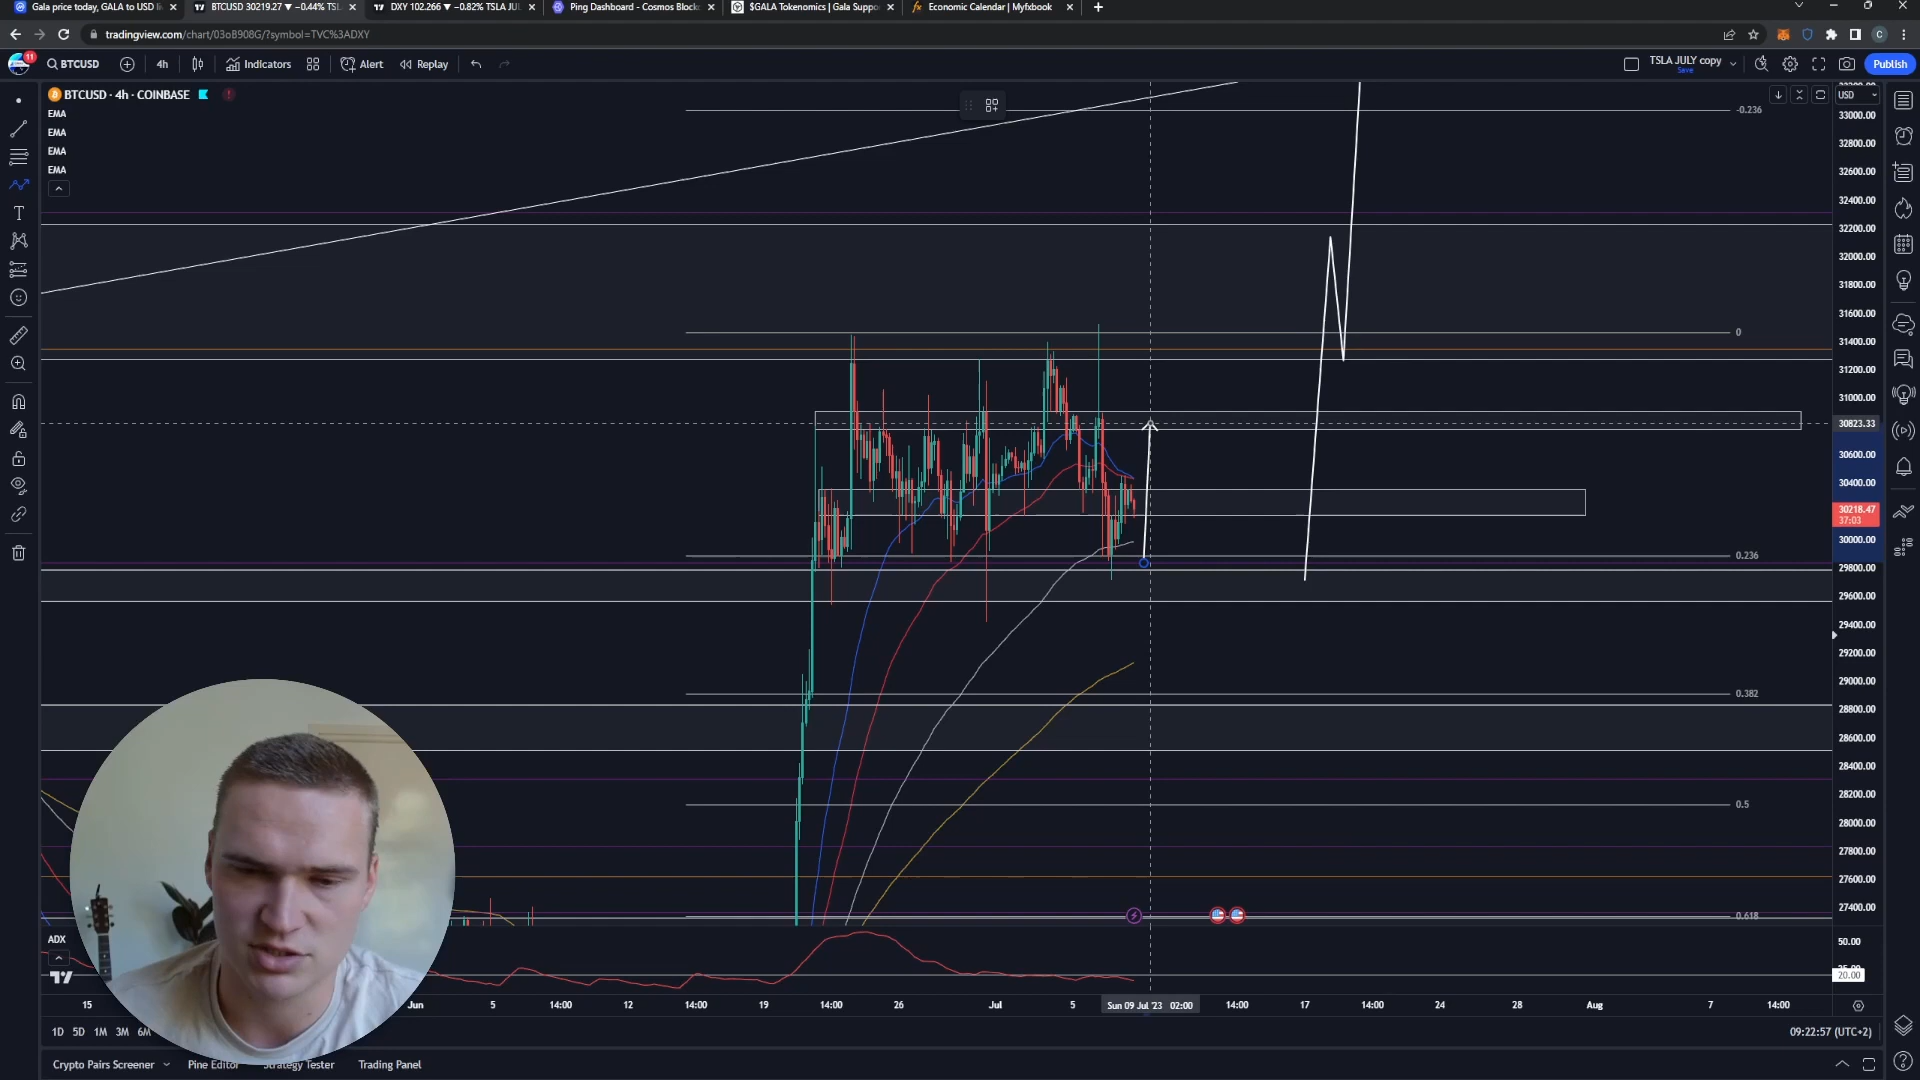 Gala price today, GALA to USD li
BTCUSD 30219.27 ▼ −0.44% TSL
DXY 102.266 ▼ −0.82% TSLA JUL
Ping Dashboard - Cosmos Block
$GALA Tokenomics | Gala Suppo
Economic Calendar | Myfxbook
tradingview.com/chart/03oB908G/?symbol=TVC%3ADXY
11
BTCUSD
4h
Indicators
Alert
Replay
TSLA JULY copy
Save
Publish
BTCUSD · 4h · COINBASE
USD
EMA
EMA
EMA
EMA
-0.236
0
0.236
0.382
0.5
0.618
33000.00
32800.00
32600.00
32400.00
32200.00
32000.00
31800.00
31600.00
31400.00
31200.00
31000.00
30823.33
30600.00
30400.00
30218.47
37:03
30000.00
29800.00
29600.00
29400.00
29200.00
29000.00
28800.00
28600.00
28400.00
28200.00
28000.00
27800.00
27600.00
27400.00
ADX
50.00
20.00
15
Jun
5
14:00
12
14:00
19
14:00
26
Jul
5
Sun 09 Jul '23 02:00
14:00
17
14:00
24
28
Aug
7
14:00
1D 5D 1M 3M 6M
09:22:57 (UTC+2)
Crypto Pairs Screener
Pine Editor
Strategy Tester
Trading Panel